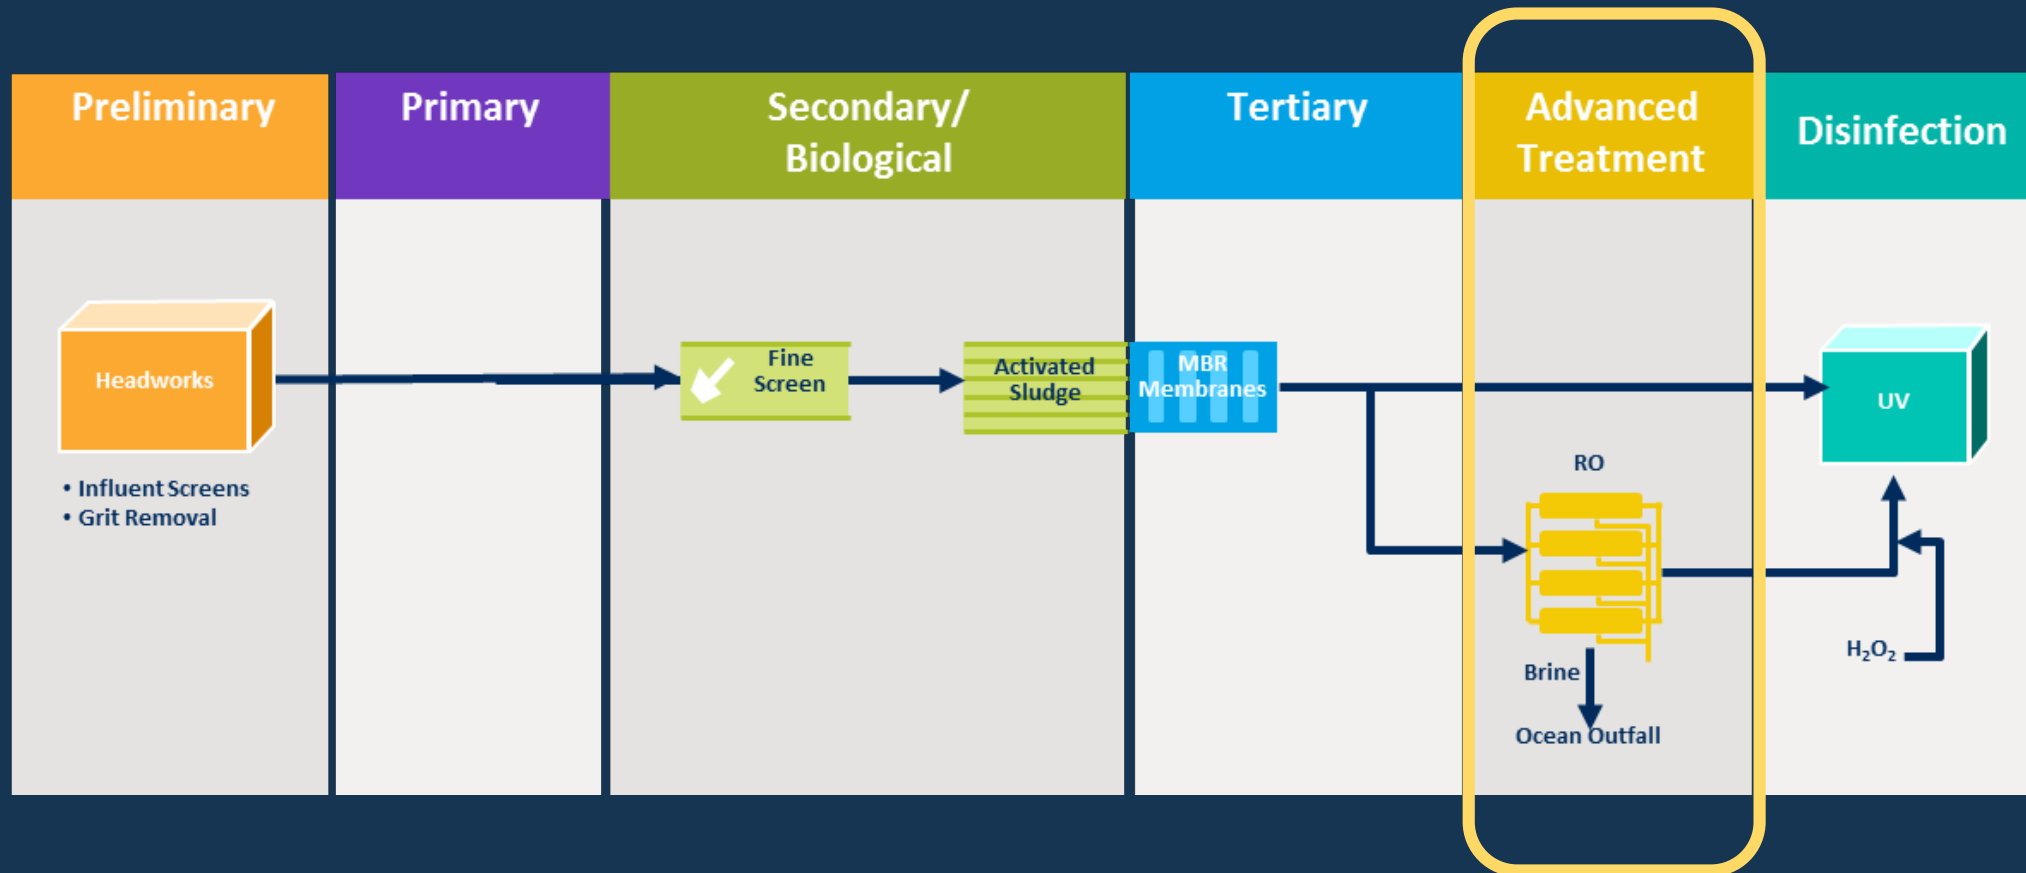 Preliminary
Primary
Secondary/
Biological
Tertiary
Advanced
Treatment
Disinfection
Headworks
• Influent Screens
• Grit Removal
Fine
Screen
Activated
Sludge
MBR
Membranes
UV
RO
Brine
Ocean Outfall
H₂O₂